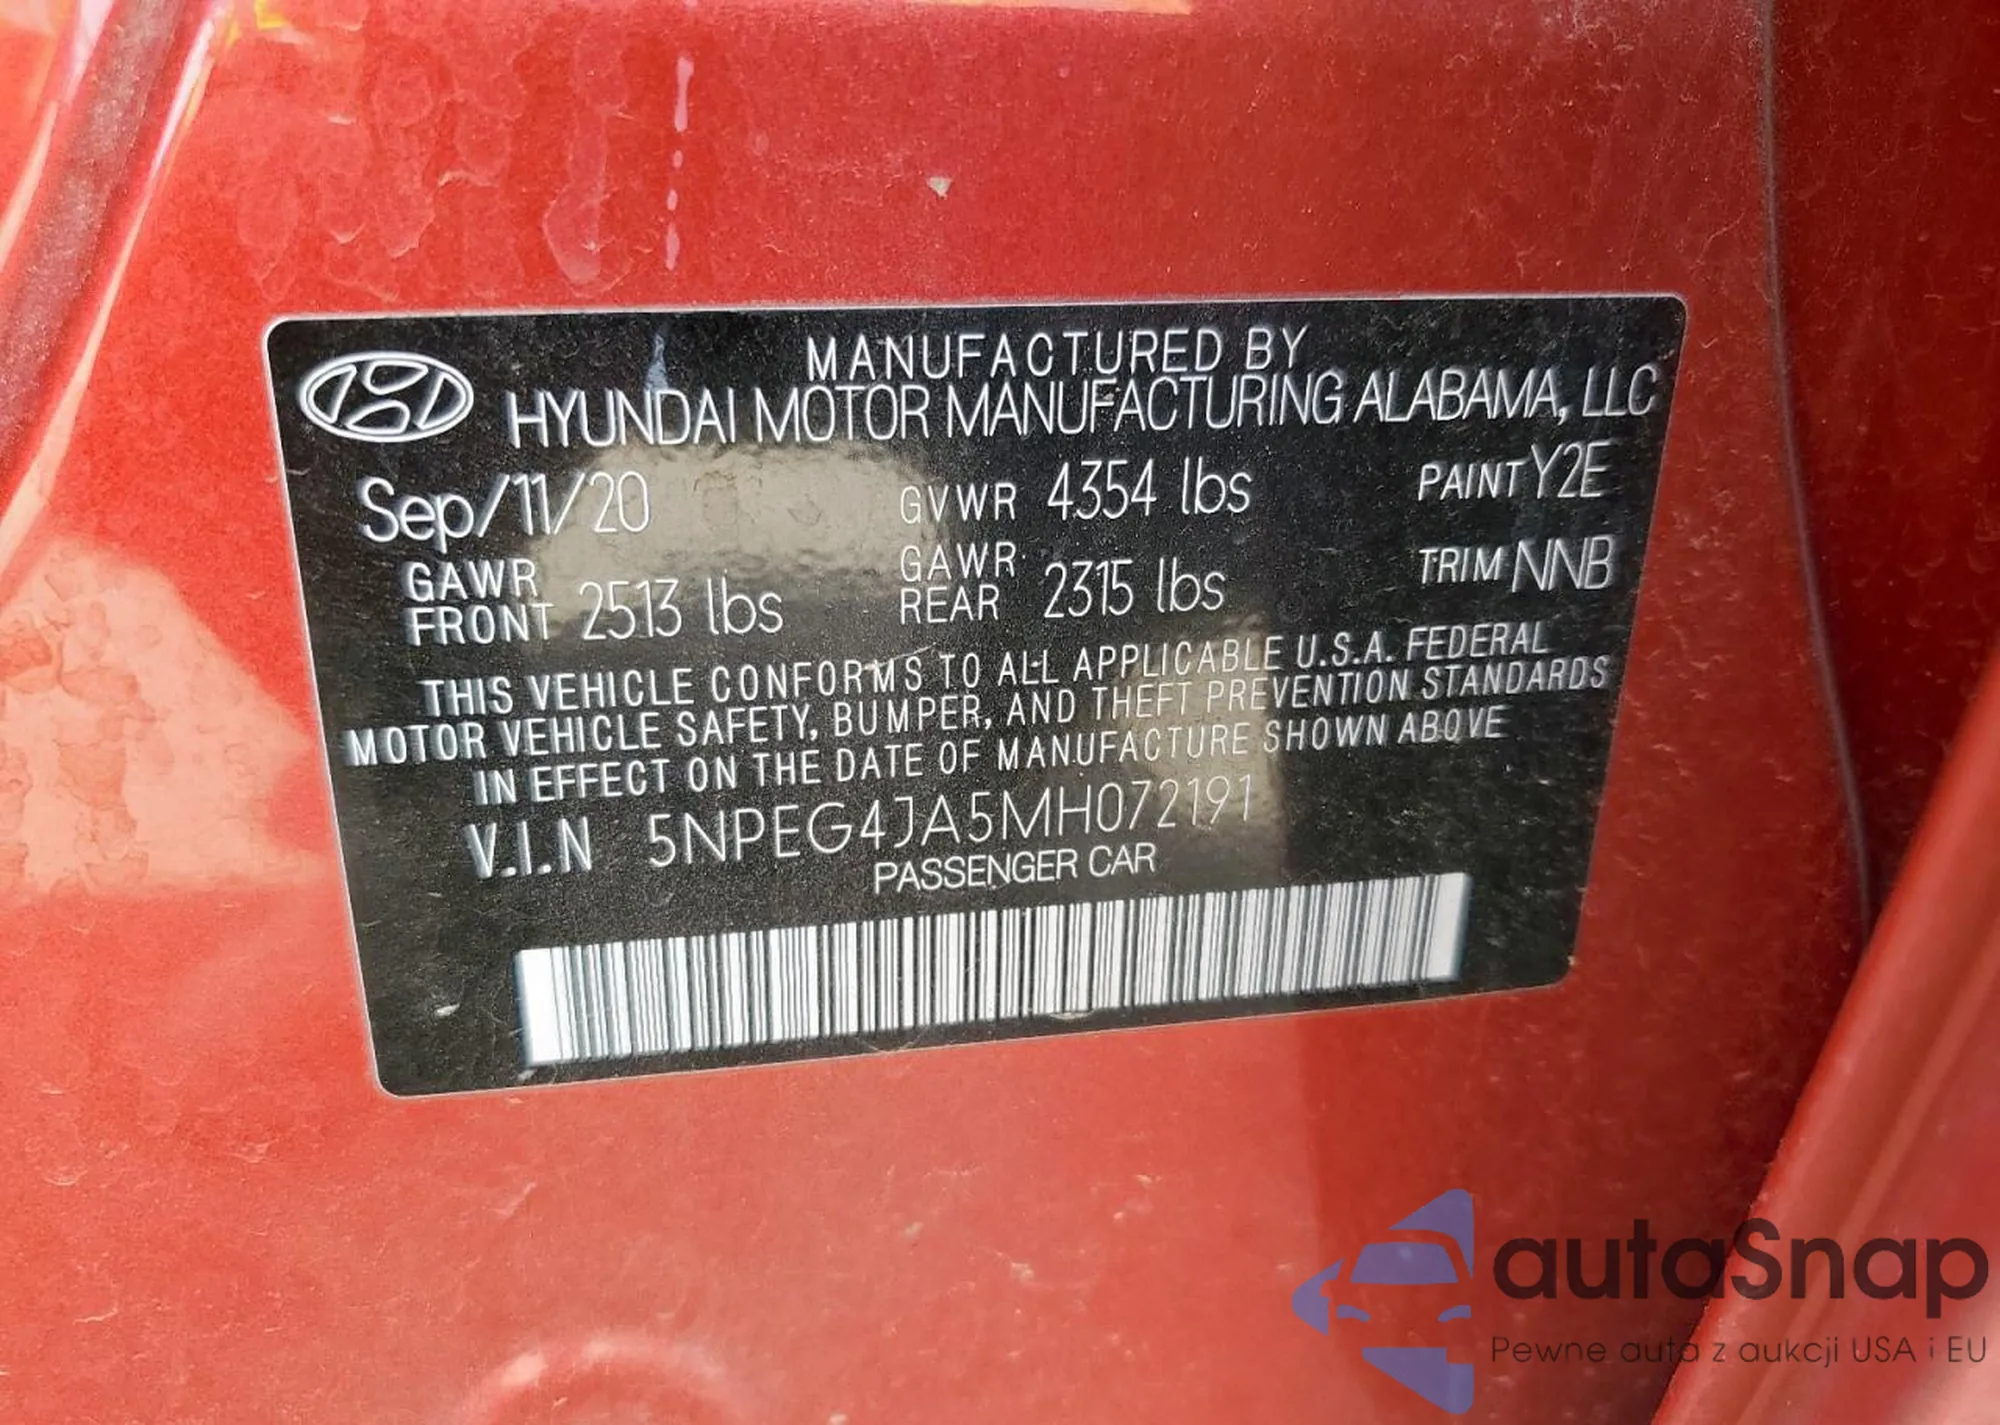 MANUFACTURED BY
HYUNDAI MOTOR MANUFACTURING ALABAMA, LLC
Sep/11/20 GVWR 4354 lbs PAINT Y2E
GAWR FRONT 2513 lbs GAWR REAR 2315 lbs TRIM NNB
THIS VEHICLE CONFORMS TO ALL APPLICABLE U.S.A. FEDERAL
MOTOR VEHICLE SAFETY, BUMPER, AND THEFT PREVENTION STANDARDS
IN EFFECT ON THE DATE OF MANUFACTURE SHOWN ABOVE
V.I.N 5NPEG4JA5MH072191
PASSENGER CAR
autaSnap
Pewne auta z aukcji USA i EU